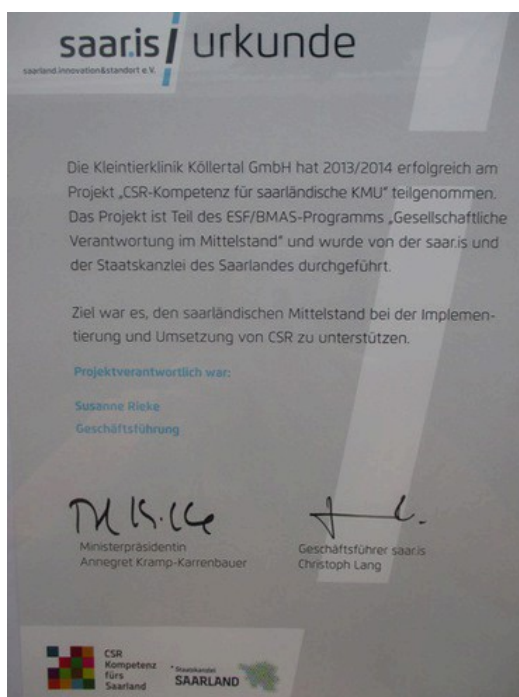 saar.is urkunde
saarland.innovation&standort e.V.
Die Kleintierklinik Köllertal GmbH hat 2013/2014 erfolgreich am
Projekt „CSR-Kompetenz für saarländische KMU“ teilgenommen.
Das Projekt ist Teil des ESF/BMAS-Programms „Gesellschaftliche
Verantwortung im Mittelstand“ und wurde von der saar.is und
der Staatskanzlei des Saarlandes durchgeführt.
Ziel war es, den saarländischen Mittelstand bei der Implemen-
tierung und Umsetzung von CSR zu unterstützen.
Projektverantwortlich war:
Susanne Rieke
Geschäftsführung
Ministerpräsidentin
Annegret Kramp-Karrenbauer
Geschäftsführer saar.is
Christoph Lang
CSR
Kompetenz
fürs
Saarland
Staatskanzlei
SAARLAND